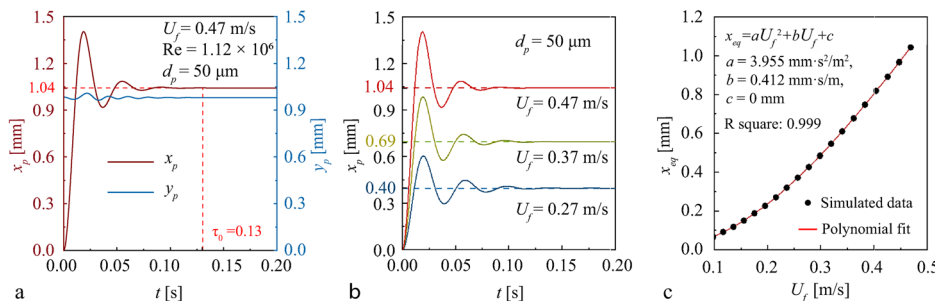 1.5
1.2
1.04
0.9
0.6
0.3
0.0
x_p [mm]
U_f = 0.47 m/s
Re = 1.12 × 10⁶
d_p = 50 μm
x_p
y_p
τ₀ = 0.13
1.5
1.2
0.9
0.6
0.3
0.0
y_p [mm]
0.00 0.05 0.10 0.15 0.20
t [s]
a
1.5
1.2
1.04
0.9
0.69
0.6
0.40
0.3
0.0
x_p [mm]
d_p = 50 μm
U_f = 0.47 m/s
U_f = 0.37 m/s
U_f = 0.27 m/s
0.00 0.05 0.10 0.15 0.20
t [s]
b
1.2
1.0
0.8
0.6
0.4
0.2
0.0
x_eq [mm]
x_eq=aU_f²+bU_f+c
a = 3.955 mm·s²/m²,
b = 0.412 mm·s/m,
c = 0 mm
R square: 0.999
Simulated data
Polynomial fit
0.1 0.2 0.3 0.4 0.5
U_f [m/s]
c